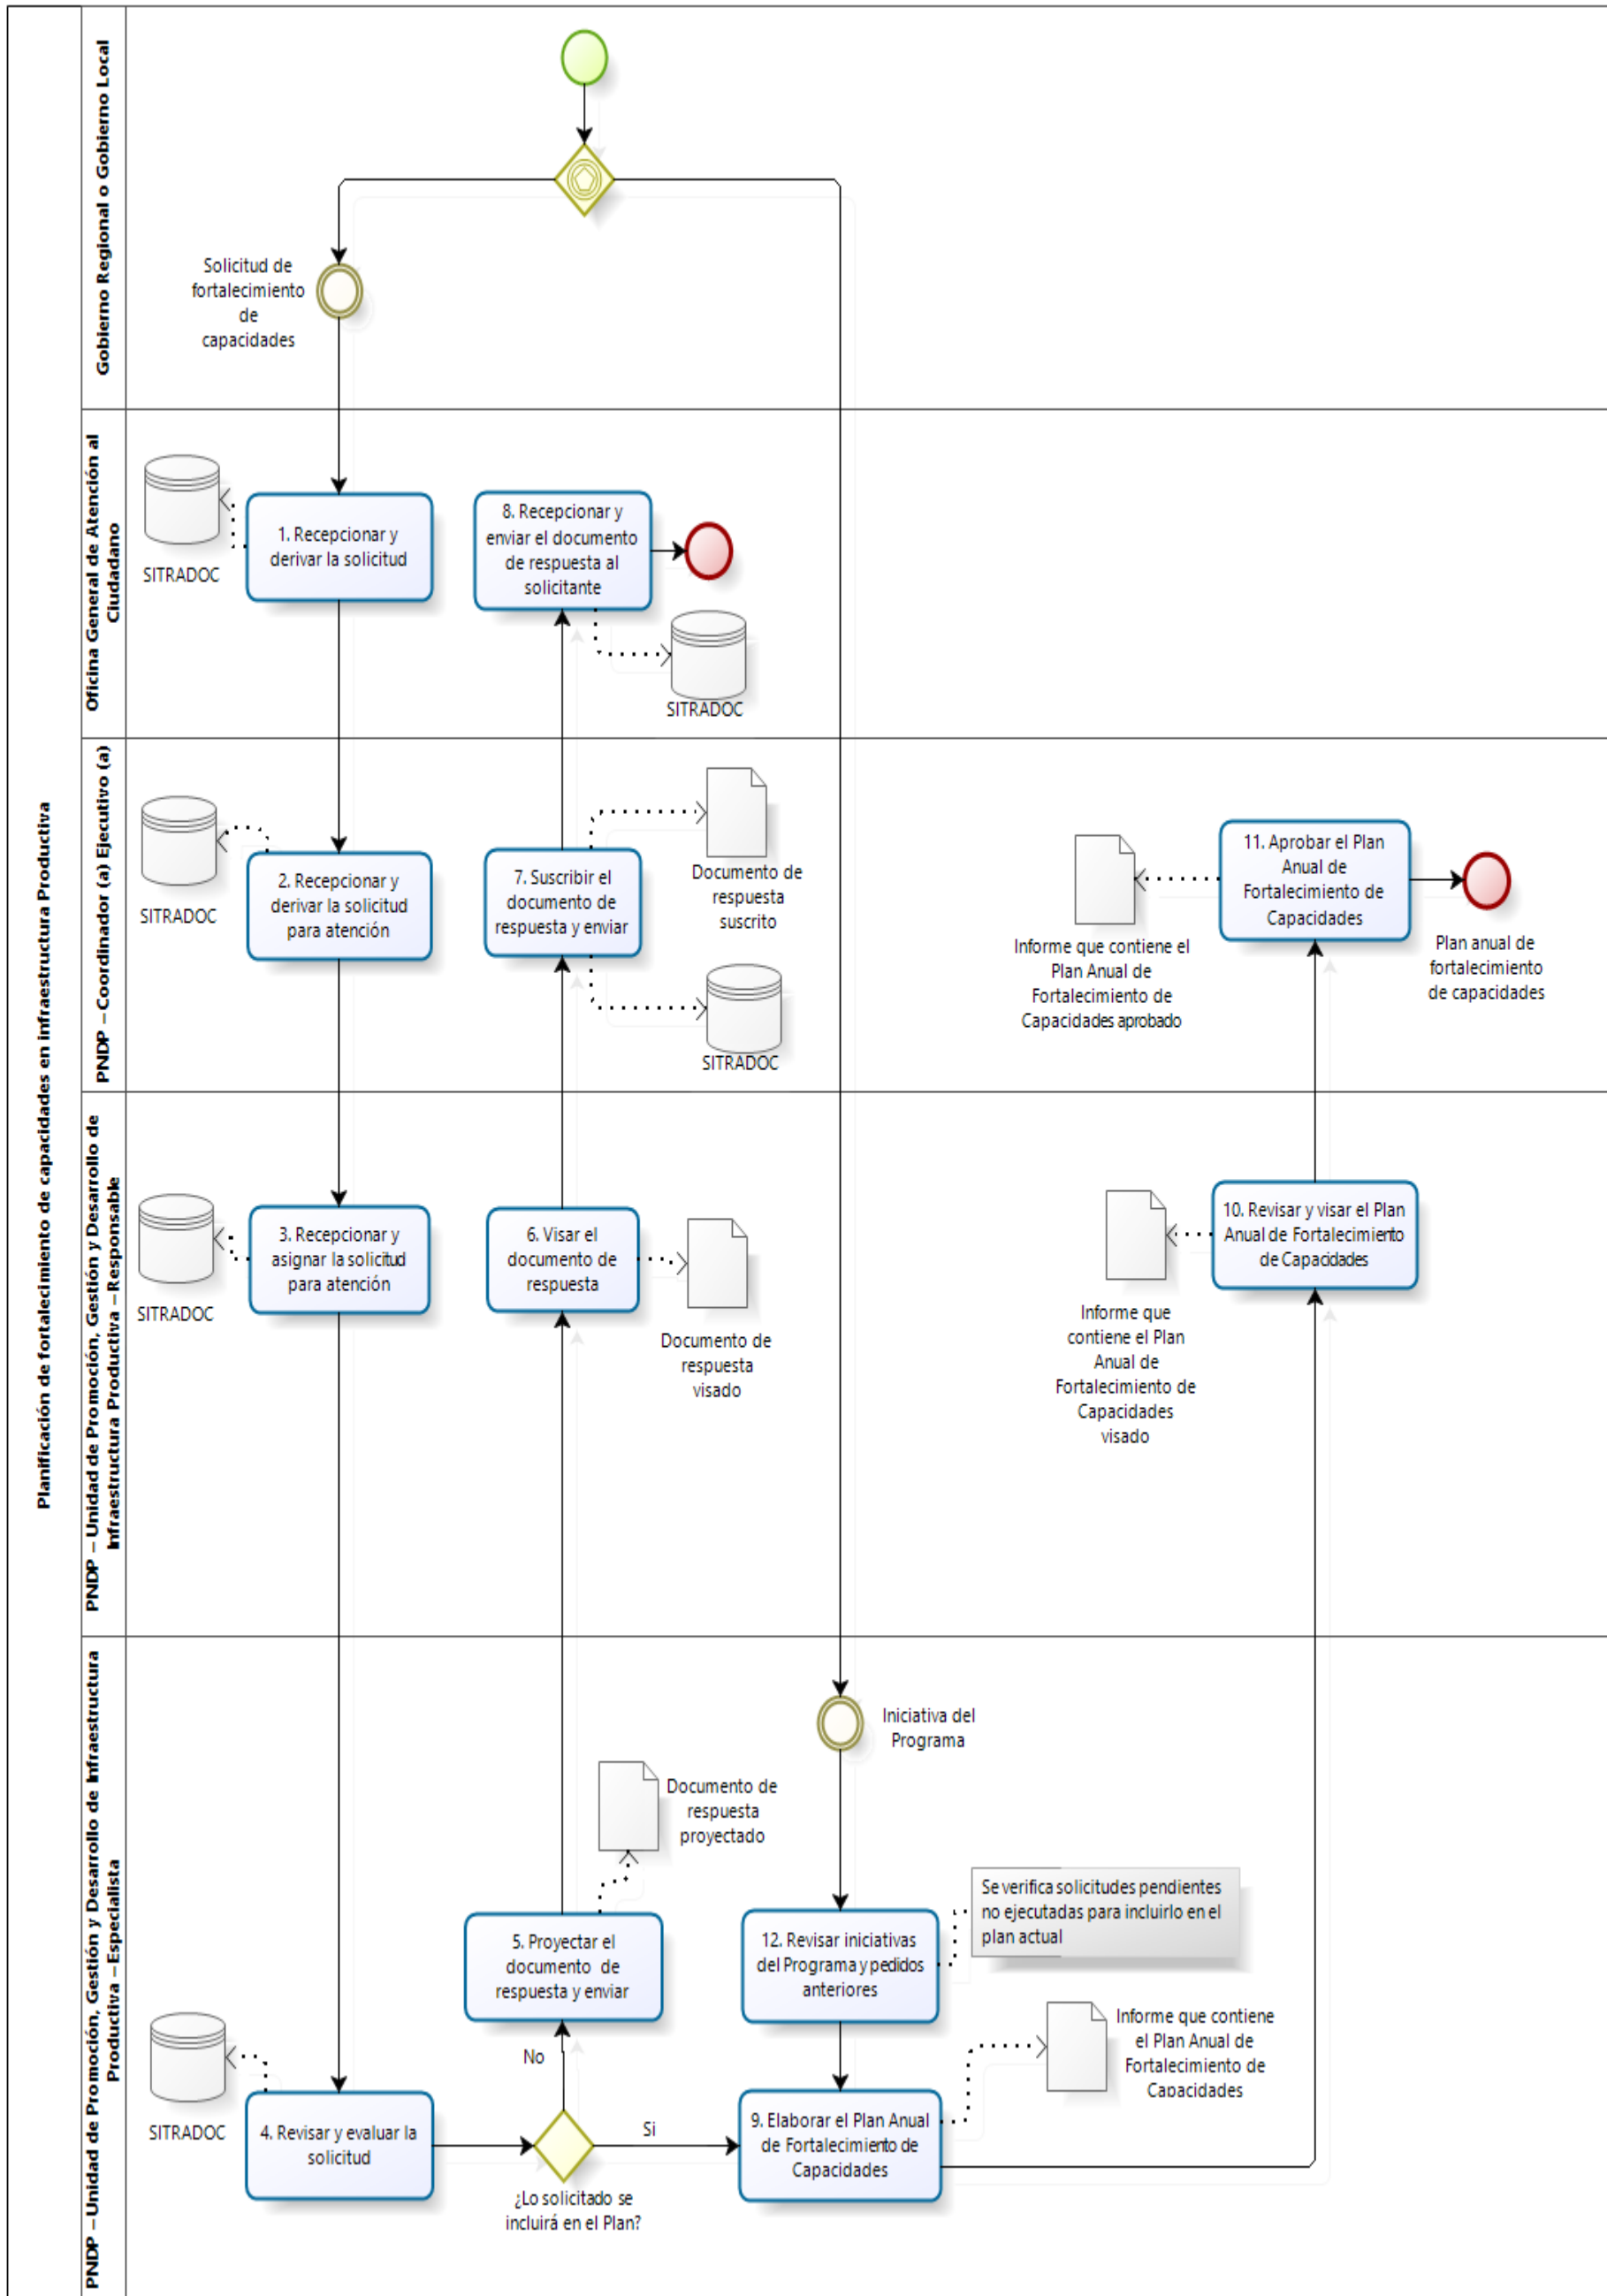 Planificación de fortalecimiento de capacidades en infraestructura Productiva
Gobierno Regional o Gobierno Local
Solicitud de
fortalecimiento
de
capacidades
Oficina General de Atención al
Ciudadano
SITRADOC
1. Recepcionar y
derivar la solicitud
8. Recepcionar y
enviar el documento
de respuesta al
solicitante
SITRADOC
PNDP – Coordinador (a) Ejecutivo (a)
SITRADOC
2. Recepcionar y
derivar la solicitud
para atención
7. Suscribir el
documento de
respuesta y enviar
Documento de
respuesta
suscrito
SITRADOC
Informe que contiene el
Plan Anual de
Fortalecimiento de
Capacidades aprobado
11. Aprobar el Plan
Anual de
Fortalecimiento de
Capacidades
Plan anual de
fortalecimiento
de capacidades
PNDP – Unidad de Promoción, Gestión y Desarrollo de
Infraestructura Productiva – Responsable
SITRADOC
3. Recepcionar y
asignar la solicitud
para atención
6. Visar el
documento de
respuesta
Documento de
respuesta
visado
Informe que
contiene el Plan
Anual de
Fortalecimiento de
Capacidades
visado
10. Revisar y visar el Plan
Anual de Fortalecimiento
de Capacidades
PNDP – Unidad de Promoción, Gestión y Desarrollo de Infraestructura
Productiva – Especialista
Iniciativa del
Programa
Documento de
respuesta
proyectado
5. Proyectar el
documento de
respuesta y enviar
12. Revisar iniciativas
del Programa y pedidos
anteriores
Se verifica solicitudes pendientes
no ejecutadas para incluirlo en el
plan actual
SITRADOC
4. Revisar y evaluar la
solicitud
No
Si
¿Lo solicitado se
incluirá en el Plan?
9. Elaborar el Plan Anual
de Fortalecimiento de
Capacidades
Informe que contiene
el Plan Anual de
Fortalecimiento de
Capacidades